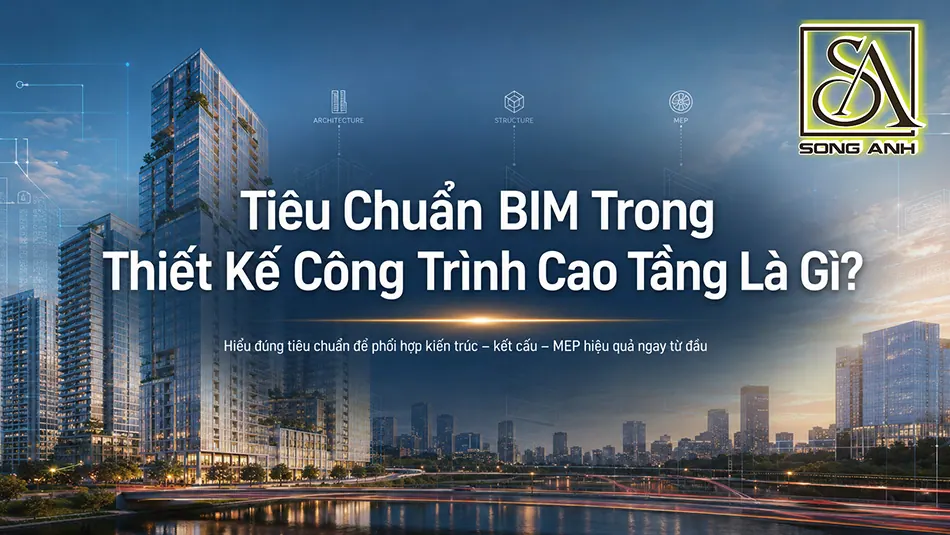 SA
SONG ANH
ARCHITECTURE
STRUCTURE
MEP
Tiêu Chuẩn BIM Trong
Thiết Kế Công Trình Cao Tầng Là Gì?
Hiểu đúng tiêu chuẩn để phối hợp kiến trúc – kết cấu – MEP hiệu quả ngay từ đầu